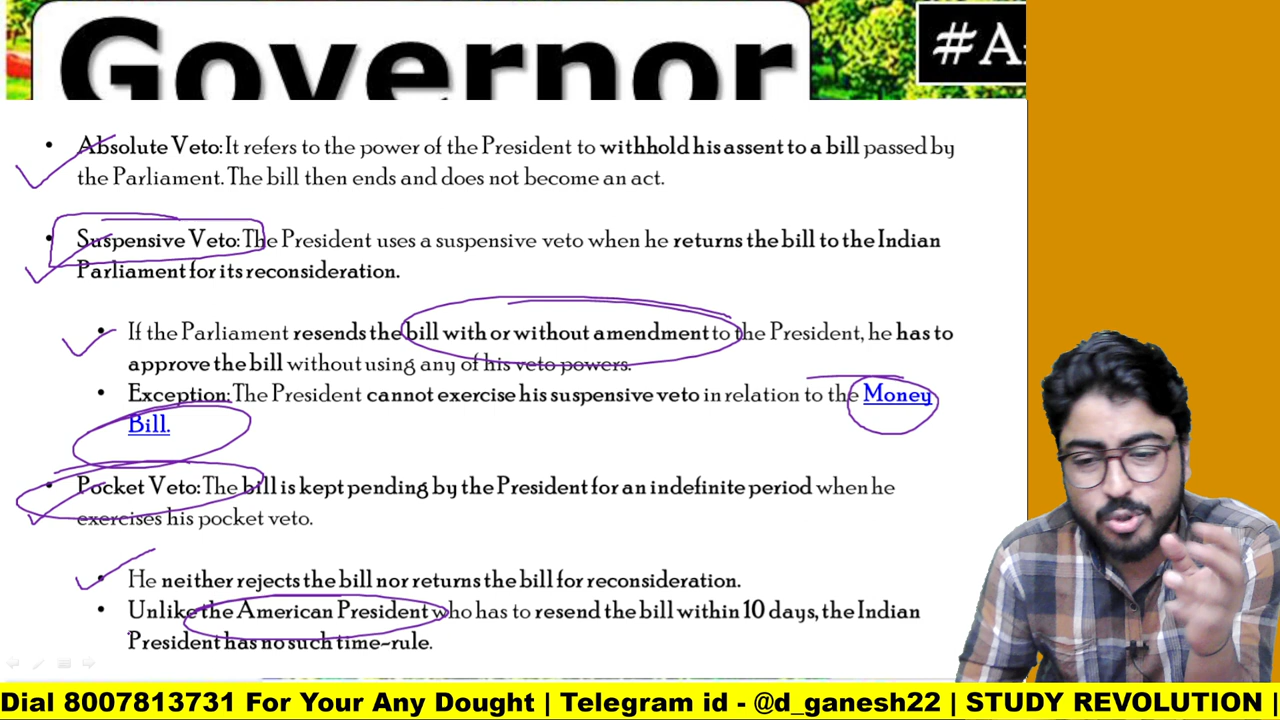 Governor
#A
Absolute Veto: It refers to the power of the President to withhold his assent to a bill passed by
the Parliament. The bill then ends and does not become an act.
Suspensive Veto: The President uses a suspensive veto when he returns the bill to the Indian
Parliament for its reconsideration.
If the Parliament resends the bill with or without amendment to the President, he has to
approve the bill without using any of his veto powers.
Exception: The President cannot exercise his suspensive veto in relation to the Money
Bill.
Pocket Veto: The bill is kept pending by the President for an indefinite period when he
exercises his pocket veto.
He neither rejects the bill nor returns the bill for reconsideration.
Unlike the American President who has to resend the bill within 10 days, the Indian
President has no such time-rule.
Dial 8007813731 For Your Any Dought | Telegram id - @d_ganesh22 | STUDY REVOLUTION |